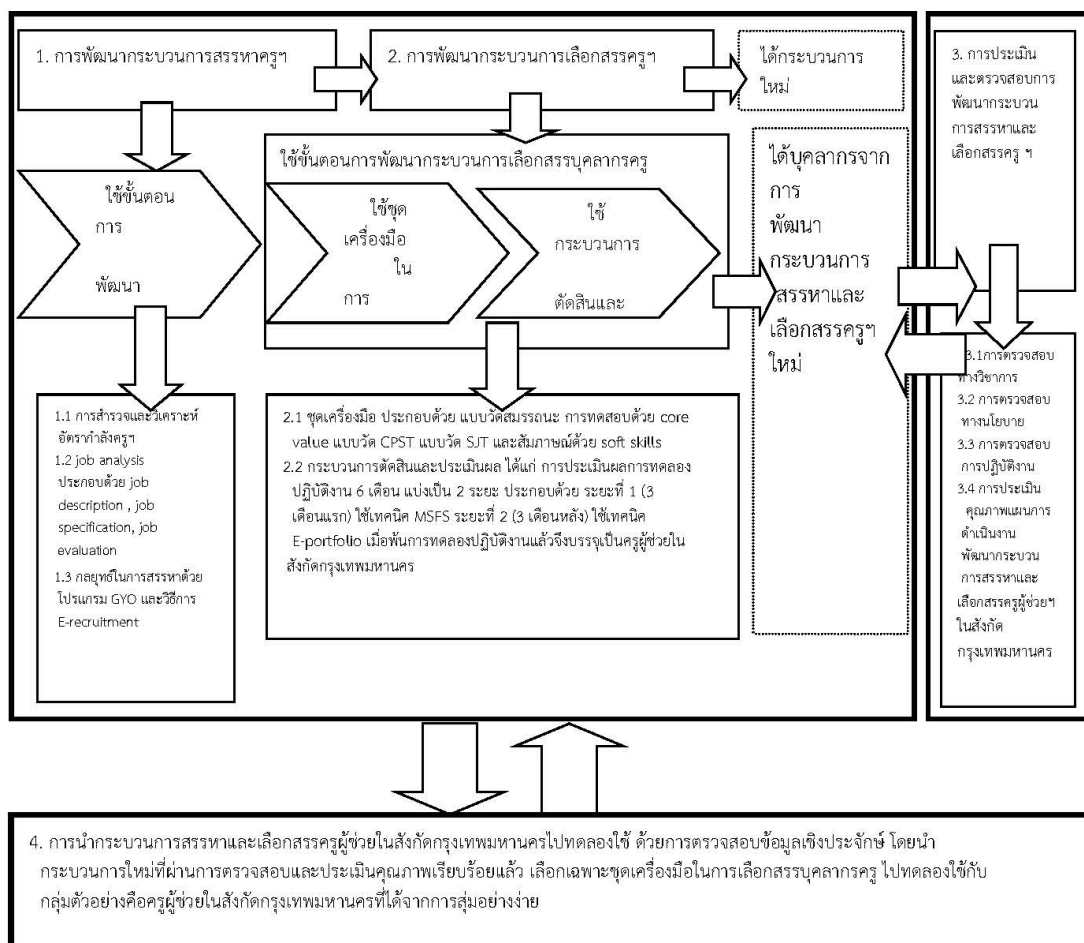 1. การพัฒนากระบวนการสรรหาครูฯ
2. การพัฒนากระบวนการเลือกสรรครูฯ
ได้กระบวนการ
ใหม่
3. การประเมิน
และตรวจสอบการ
พัฒนากระบวน
การสรรหาและ
เลือกสรรครู ฯ
ใช้ขั้นตอน
การ
พัฒนา
ใช้ขั้นตอนการพัฒนากระบวนการเลือกสรรบุคลากรครู
ใช้ชุด
เครื่องมือ
ใน
การ
ใช้
กระบวนการ
ตัดสินและ
ได้บุคลากรจาก
การ
พัฒนา
กระบวนการ
สรรหาและ
เลือกสรรครูฯ
ใหม่
1.1 การสำรวจและวิเคราะห์
อัตรากำลังครูฯ
1.2 job analysis
ประกอบด้วย job
description , job
specification, job
evaluation
1.3 กลยุทธ์ในการสรรหาด้วย
โปรแกรม GYO และวิธีการ
E-recruitment
2.1 ชุดเครื่องมือ ประกอบด้วย แบบวัดสมรรถนะ การทดสอบด้วย core
value แบบวัด CPST แบบวัด SJT และสัมภาษณ์ด้วย soft skills
2.2 กระบวนการตัดสินและประเมินผล ได้แก่ การประเมินผลการทดลอง
ปฏิบัติงาน 6 เดือน แบ่งเป็น 2 ระยะ ประกอบด้วย ระยะที่ 1 (3
เดือนแรก) ใช้เทคนิค MSFS ระยะที่ 2 (3 เดือนหลัง) ใช้เทคนิค
E-portfolio เมื่อพ้นการทดลองปฏิบัติงานแล้วจึงบรรจุเป็นครูผู้ช่วยใน
สังกัดกรุงเทพมหานคร
3.1การตรวจสอบ
ทางวิชาการ
3.2 การตรวจสอบ
ทางนโยบาย
3.3 การตรวจสอบ
การปฏิบัติงาน
3.4 การประเมิน
คุณภาพแผนการ
ดำเนินงาน
พัฒนากระบวน
การสรรหาและ
เลือกสรรครูผู้ช่วยฯ
ในสังกัด
กรุงเทพมหานคร
4. การนำกระบวนการสรรหาและเลือกสรรครูผู้ช่วยในสังกัดกรุงเทพมหานครไปทดลองใช้ ด้วยการตรวจสอบข้อมูลเชิงประจักษ์ โดยนำ
กระบวนการใหม่ที่ผ่านการตรวจสอบและประเมินคุณภาพเรียบร้อยแล้ว เลือกเฉพาะชุดเครื่องมือในการเลือกสรรบุคลากรครู ไปทดลองใช้กับ
กลุ่มตัวอย่างคือครูผู้ช่วยในสังกัดกรุงเทพมหานครที่ได้จากการสุ่มอย่างง่าย